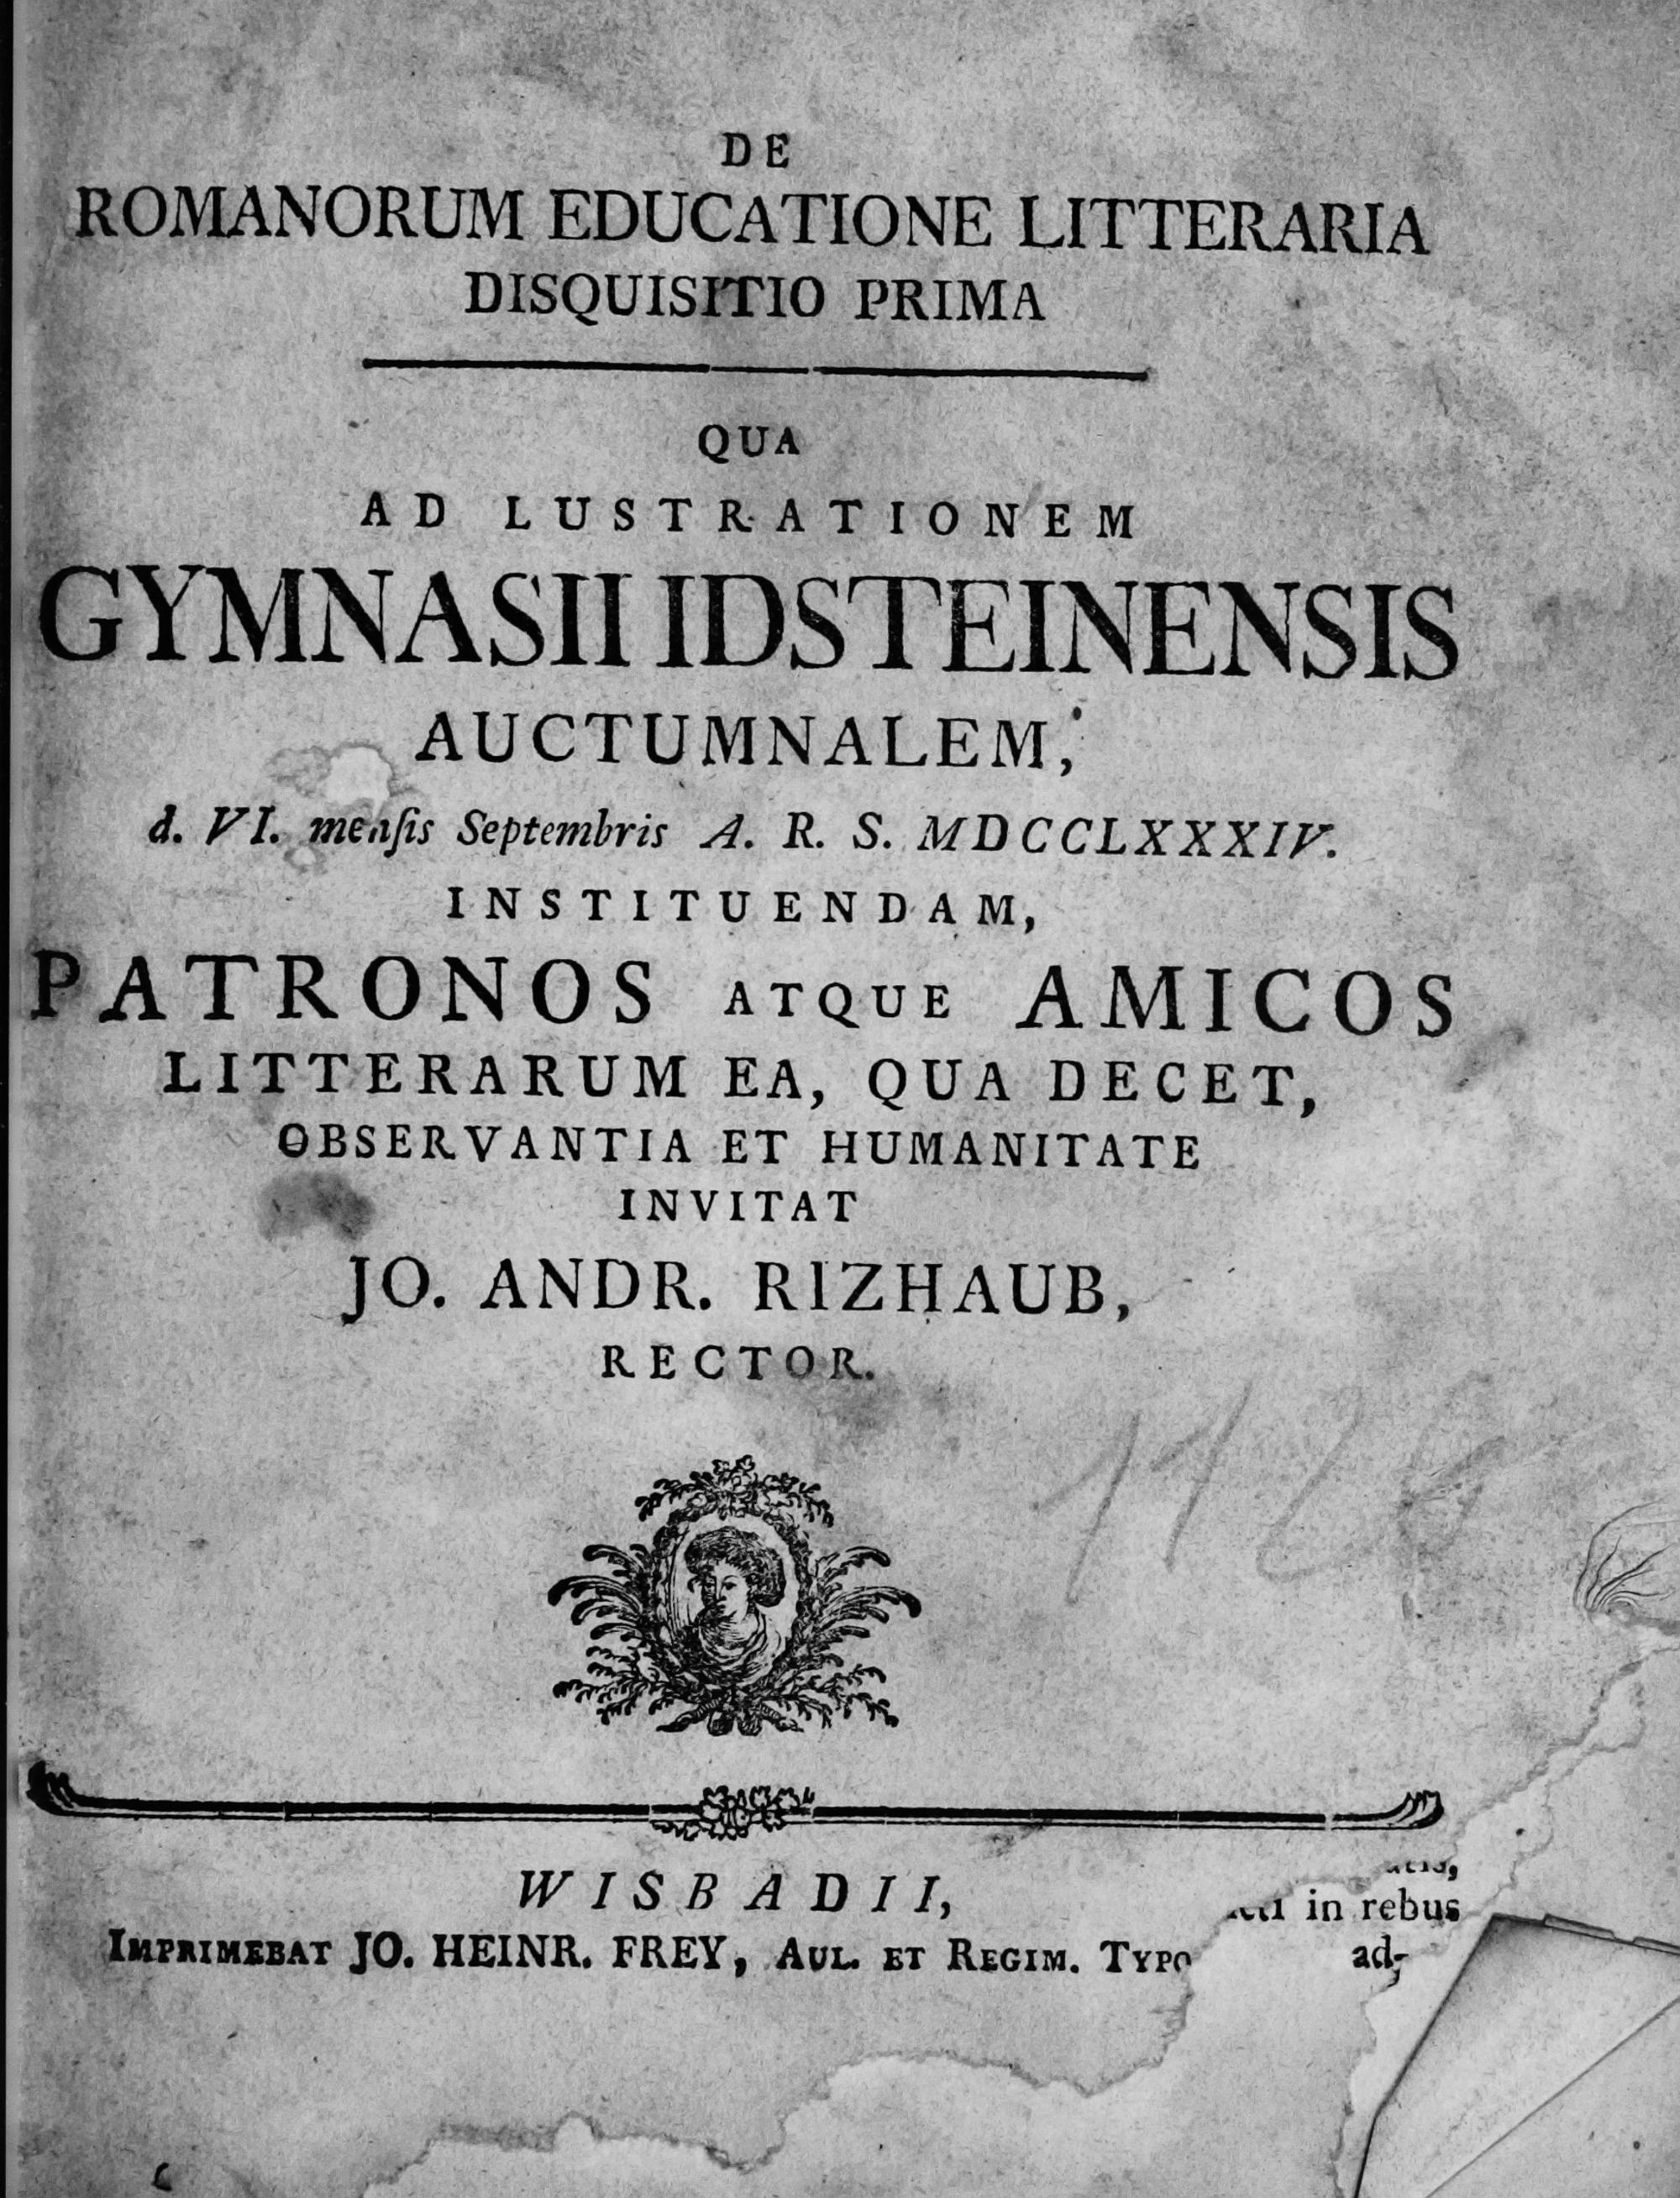 DE
ROMANORUM EDUCATIONE LITTERARIA
DISQUISITIO PRIMA
QUA
AD LUSTRATIONEM
GYMNASII IDSTEINENSIS
AUCTUMNALEM,
d. VI. menſis Septembris A. R. S. MDCCLXXXIV.
INSTITUENDAM,
PATRONOS ATQUE AMICOS
LITTERARUM EA, QUA DECET,
OBSERVANTIA ET HUMANITATE
INVITAT
JO. ANDR. RIZHAUB,
RECTOR.
WISBADII,
IMPRIMEBAT JO. HEINR. FREY, AUL. ET REGIM. TYPO
in rebus
ad-